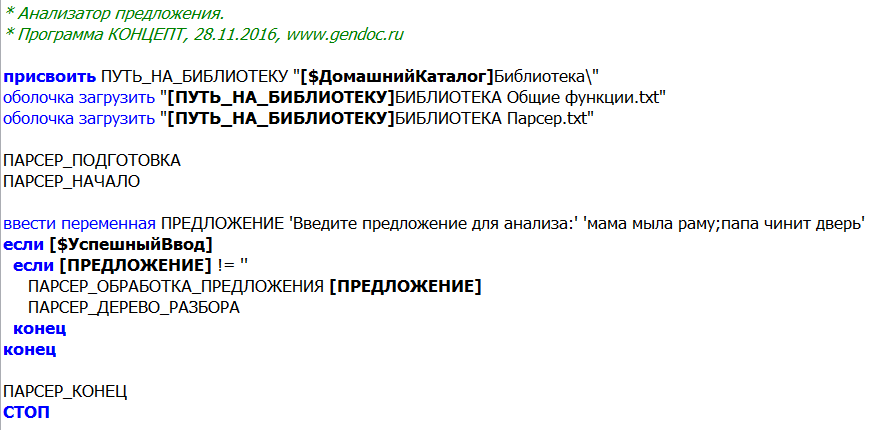 * Анализатор предложения.
* Программа КОНЦЕПТ, 28.11.2016, www.gendoc.ru
присвоить ПУТЬ_НА_БИБЛИОТЕКУ "[$ДомашнийКаталог]Библиотека\"
оболочка загрузить "[ПУТЬ_НА_БИБЛИОТЕКУ]БИБЛИОТЕКА Общие функции.txt"
оболочка загрузить "[ПУТЬ_НА_БИБЛИОТЕКУ]БИБЛИОТЕКА Парсер.txt"
ПАРСЕР_ПОДГОТОВКА
ПАРСЕР_НАЧАЛО
ввести переменная ПРЕДЛОЖЕНИЕ 'Введите предложение для анализа:' 'мама мыла раму;папа чинит дверь'
если [$УспешныйВвод]
если [ПРЕДЛОЖЕНИЕ] != ''
ПАРСЕР_ОБРАБОТКА_ПРЕДЛОЖЕНИЯ [ПРЕДЛОЖЕНИЕ]
ПАРСЕР_ДЕРЕВО_РАЗБОРА
конец
конец
ПАРСЕР_КОНЕЦ
СТОП